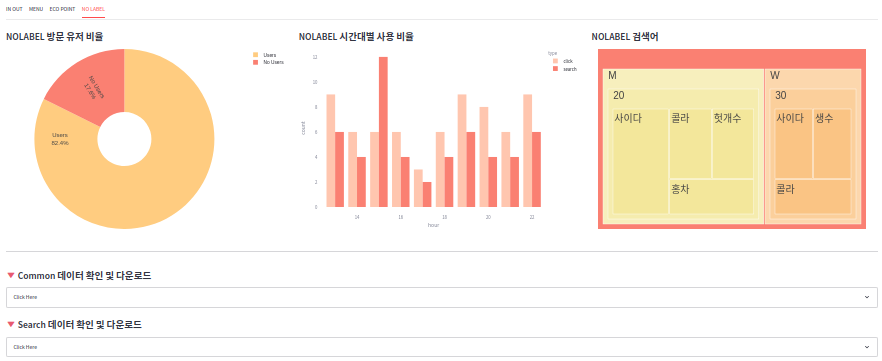 IN OUT MENU ECO POINT NO LABEL
NOLABEL 방문 유저 비율
Users
No Users
No Users
17.6%
Users
82.4%
NOLABEL 시간대별 사용 비율
type
click
search
12
10
8
6
4
2
0
count
14 16 18 20 22
hour
NOLABEL 검색어
M
20
사이다 콜라 헛개수
홍차
W
30
사이다 생수
콜라
Common 데이터 확인 및 다운로드
Click Here
Search 데이터 확인 및 다운로드
Click Here